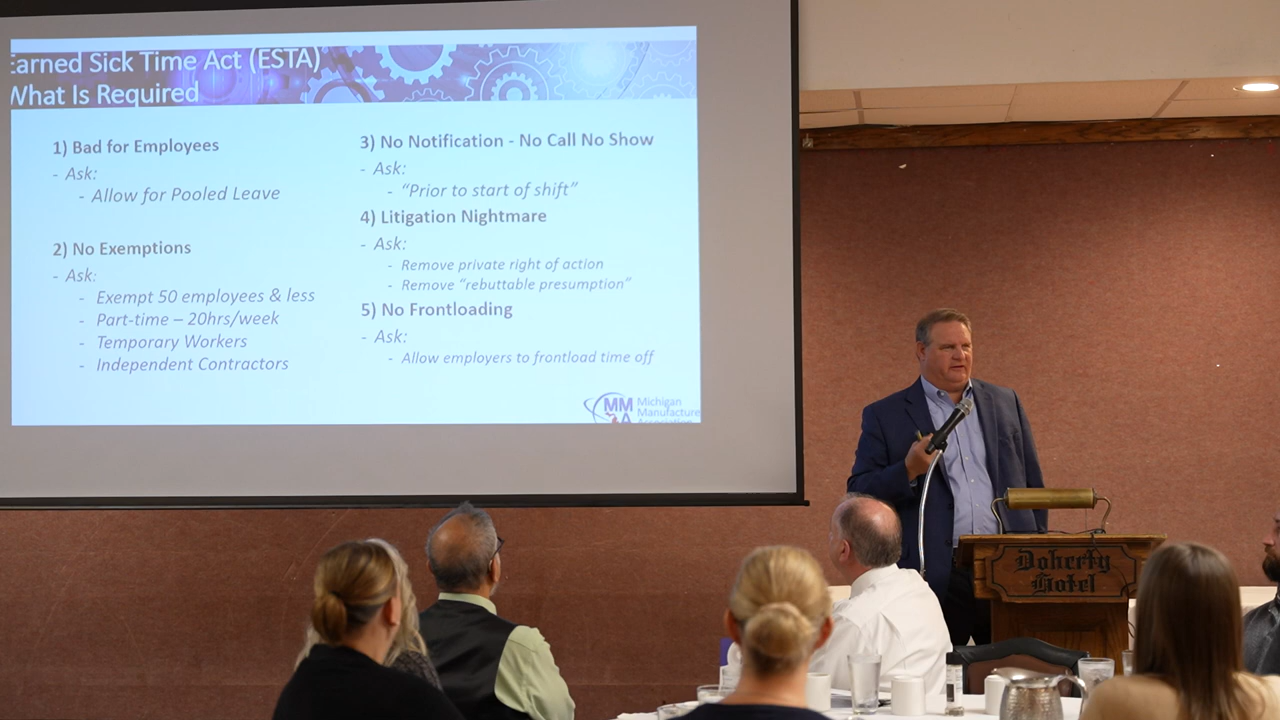 Earned Sick Time Act (ESTA)
What Is Required
1) Bad for Employees
- Ask:
- Allow for Pooled Leave
2) No Exemptions
- Ask:
- Exempt 50 employees & less
- Part-time – 20hrs/week
- Temporary Workers
- Independent Contractors
3) No Notification - No Call No Show
- Ask:
- “Prior to start of shift”
4) Litigation Nightmare
- Ask:
- Remove private right of action
- Remove “rebuttable presumption”
5) No Frontloading
- Ask:
- Allow employers to frontload time off
MM
A
Michigan
Manufacture
Association
Doherty
Hotel